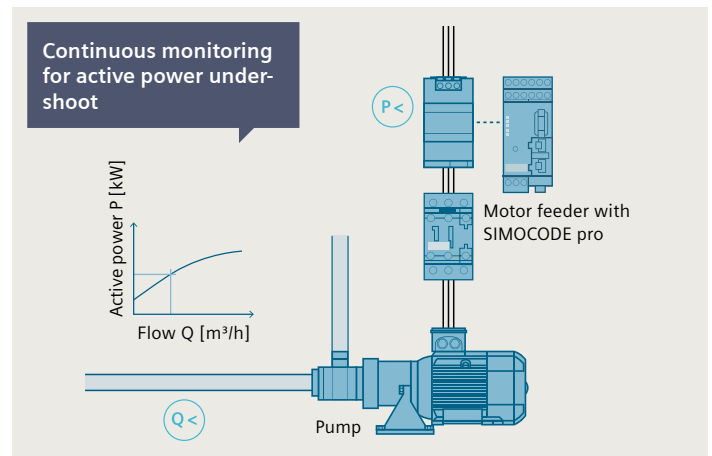 Continuous monitoring
for active power under-
shoot
P<
Motor feeder with
SIMOCODE pro
Active power P [kW]
Flow Q [m³/h]
Q<
Pump